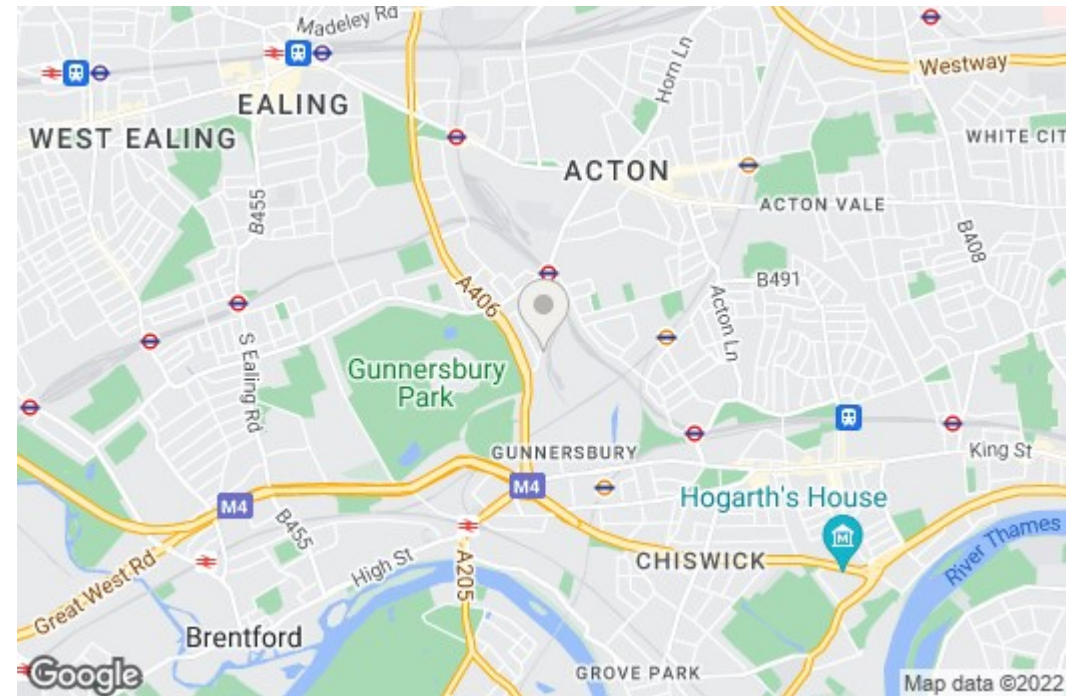 Madeley Rd
Westway
EALING
Horn Ln
WEST EALING
WHITE CIT
ACTON
B455
ACTON VALE
B408
B491
A406
Acton Ln
S Ealing Rd
Gunnersbury
Park
GUNNERSBURY
King St
M4
Hogarth's House
M4
B455
River Thames
CHISWICK
High St
A205
Great West Rd
Brentford
GROVE PARK
Google
Map data ©2022